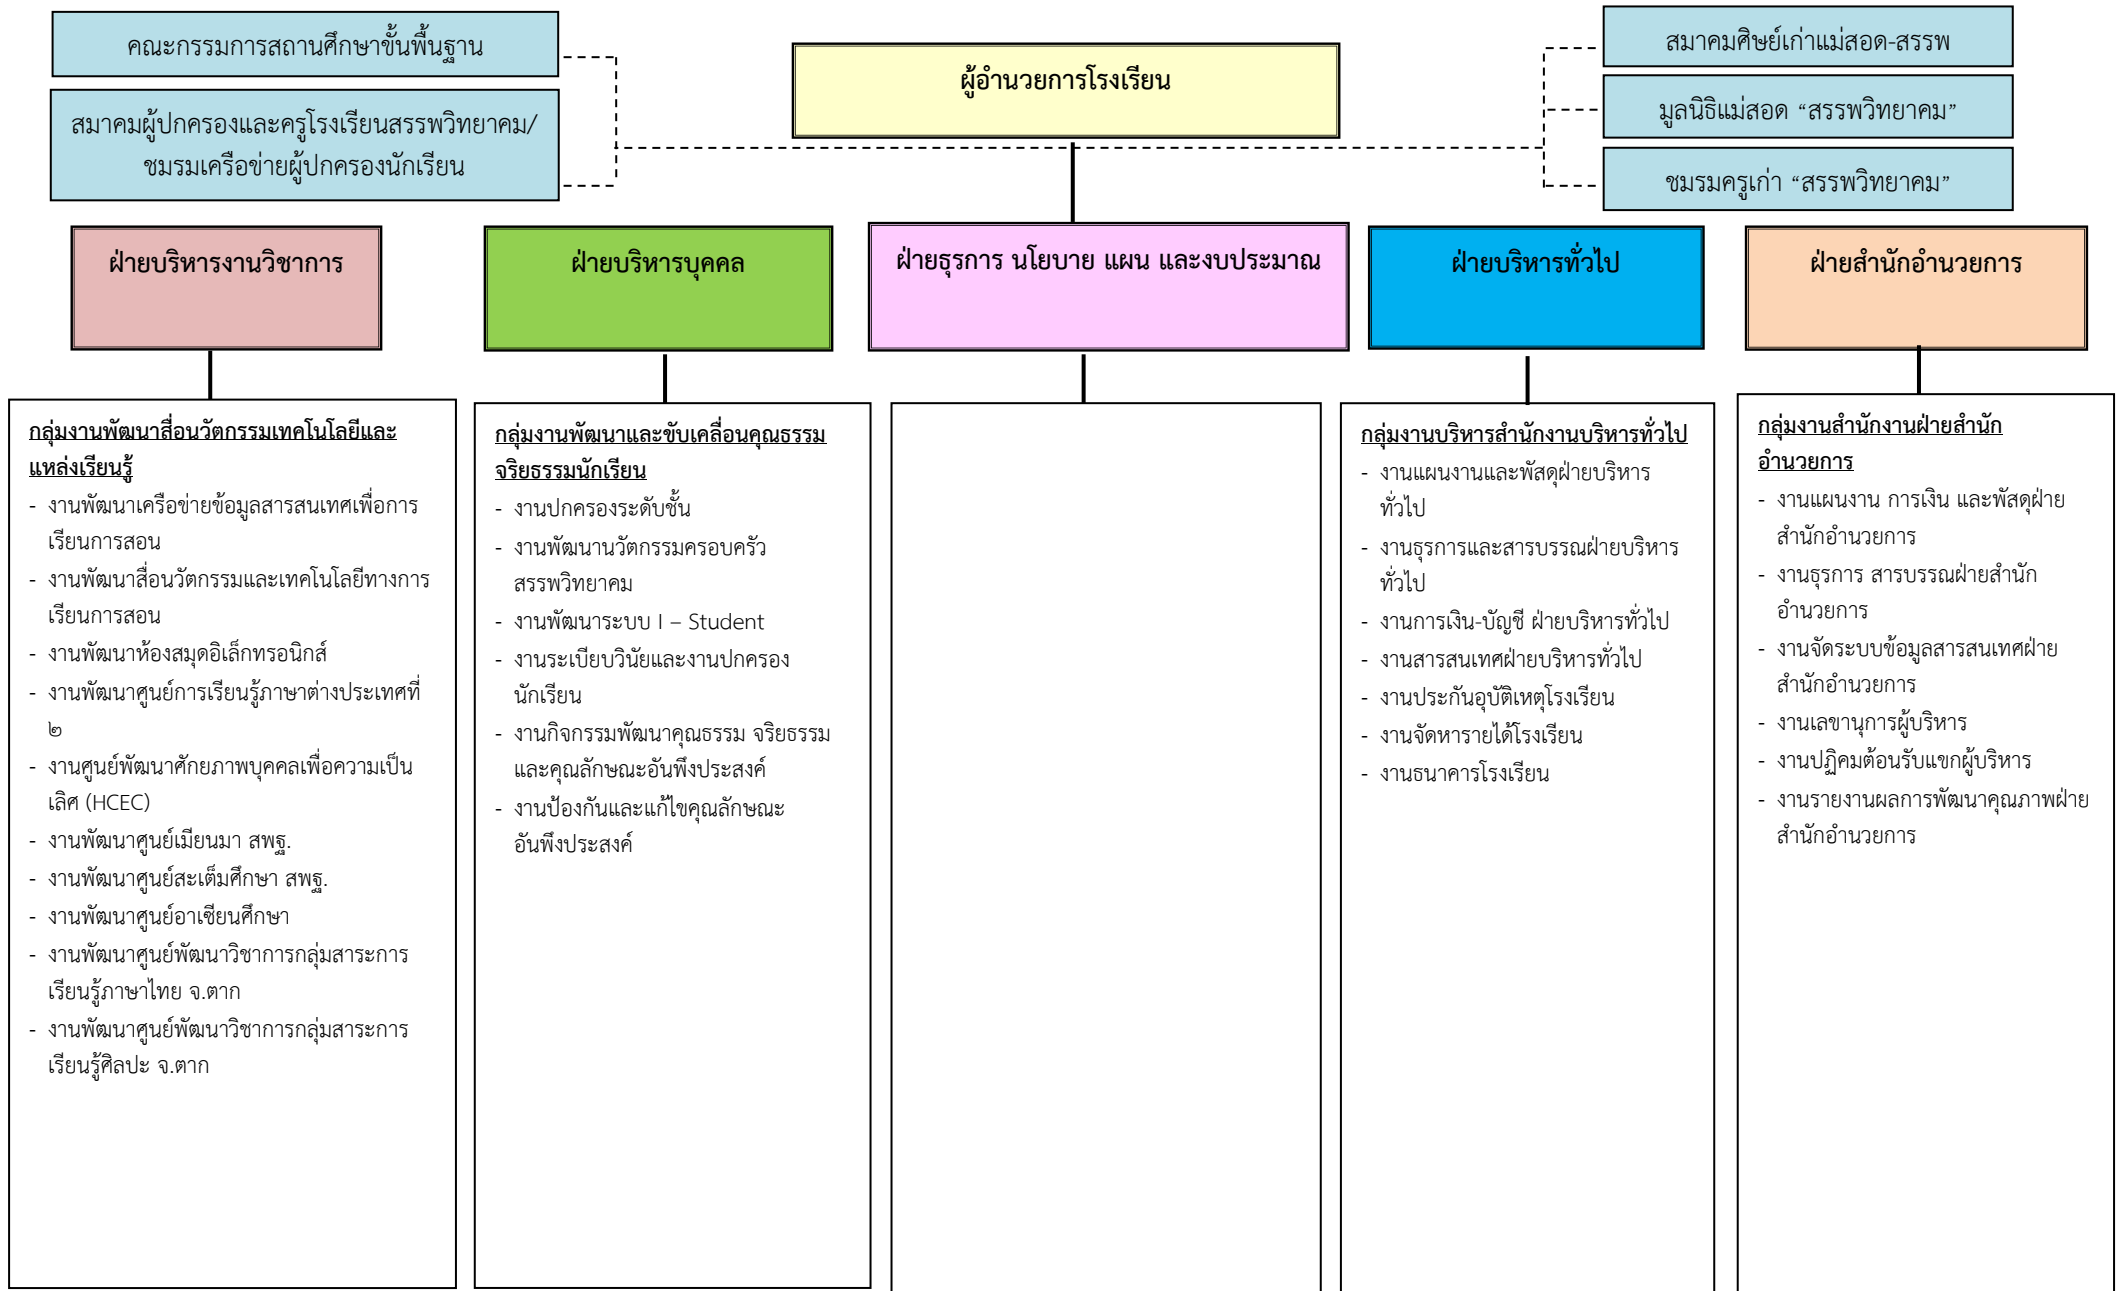 คณะกรรมการสถานศึกษาขั้นพื้นฐาน
สมาคมผู้ปกครองและครูโรงเรียนสรรพวิทยาคม/
ชมรมเครือข่ายผู้ปกครองนักเรียน
ผู้อำนวยการโรงเรียน
สมาคมศิษย์เก่าแม่สอด-สรรพ
มูลนิธิแม่สอด “สรรพวิทยาคม”
ชมรมครูเก่า “สรรพวิทยาคม”
ฝ่ายบริหารงานวิชาการ
ฝ่ายบริหารบุคคล
ฝ่ายธุรการ นโยบาย แผน และงบประมาณ
ฝ่ายบริหารทั่วไป
ฝ่ายสำนักอำนวยการ
กลุ่มงานพัฒนาสื่อนวัตกรรมเทคโนโลยีและ
แหล่งเรียนรู้
- งานพัฒนาเครือข่ายข้อมูลสารสนเทศเพื่อการ
เรียนการสอน
- งานพัฒนาสื่อนวัตกรรมและเทคโนโลยีทางการ
เรียนการสอน
- งานพัฒนาห้องสมุดอิเล็กทรอนิกส์
- งานพัฒนาศูนย์การเรียนรู้ภาษาต่างประเทศที่
๒
- งานศูนย์พัฒนาศักยภาพบุคคลเพื่อความเป็น
เลิศ (HCEC)
- งานพัฒนาศูนย์เมียนมา สพฐ.
- งานพัฒนาศูนย์สะเต็มศึกษา สพฐ.
- งานพัฒนาศูนย์อาเซียนศึกษา
- งานพัฒนาศูนย์พัฒนาวิชาการกลุ่มสาระการ
เรียนรู้ภาษาไทย จ.ตาก
- งานพัฒนาศูนย์พัฒนาวิชาการกลุ่มสาระการ
เรียนรู้ศิลปะ จ.ตาก
กลุ่มงานพัฒนาและขับเคลื่อนคุณธรรม
จริยธรรมนักเรียน
- งานปกครองระดับชั้น
- งานพัฒนานวัตกรรมครอบครัว
สรรพวิทยาคม
- งานพัฒนาระบบ I – Student
- งานระเบียบวินัยและงานปกครอง
นักเรียน
- งานกิจกรรมพัฒนาคุณธรรม จริยธรรม
และคุณลักษณะอันพึงประสงค์
- งานป้องกันและแก้ไขคุณลักษณะ
อันพึงประสงค์
กลุ่มงานบริหารสำนักงานบริหารทั่วไป
- งานแผนงานและพัสดุฝ่ายบริหาร
ทั่วไป
- งานธุรการและสารบรรณฝ่ายบริหาร
ทั่วไป
- งานการเงิน-บัญชี ฝ่ายบริหารทั่วไป
- งานสารสนเทศฝ่ายบริหารทั่วไป
- งานประกันอุบัติเหตุโรงเรียน
- งานจัดหารายได้โรงเรียน
- งานธนาคารโรงเรียน
กลุ่มงานสำนักงานฝ่ายสำนัก
อำนวยการ
- งานแผนงาน การเงิน และพัสดุฝ่าย
สำนักอำนวยการ
- งานธุรการ สารบรรณฝ่ายสำนัก
อำนวยการ
- งานจัดระบบข้อมูลสารสนเทศฝ่าย
สำนักอำนวยการ
- งานเลขานุการผู้บริหาร
- งานปฏิคมต้อนรับแขกผู้บริหาร
- งานรายงานผลการพัฒนาคุณภาพฝ่าย
สำนักอำนวยการ